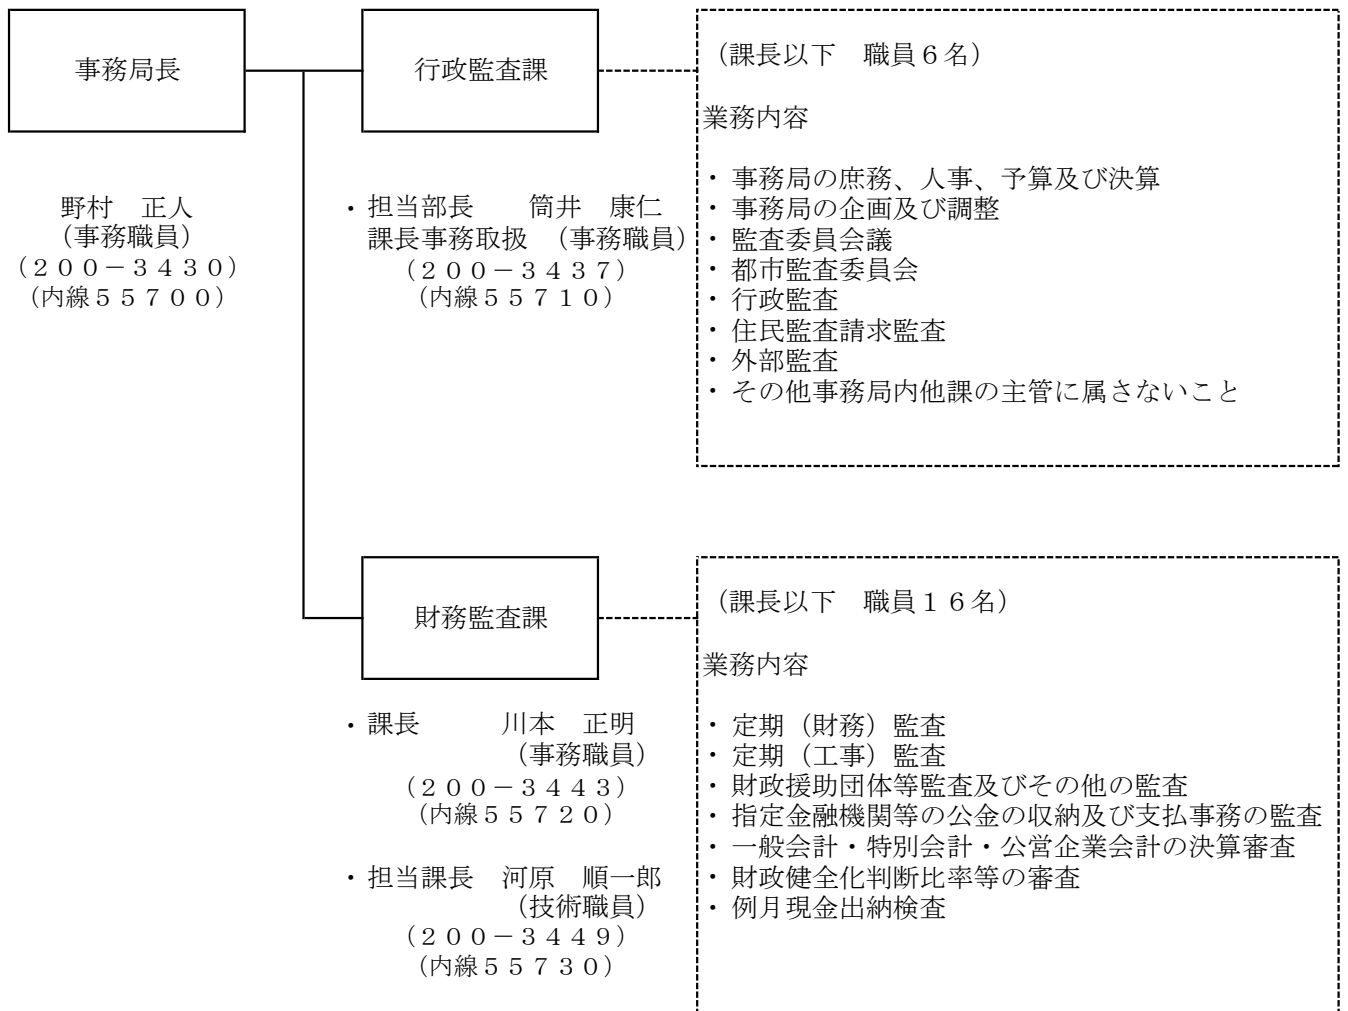 事務局長
野村　正人
（事務職員）
（２００－３４３０）
（内線５５７００）
行政監査課
・担当部長　　筒井　康仁
課長事務取扱　（事務職員）
（２００－３４３７）
（内線５５７１０）
（課長以下　職員６名）
業務内容
・事務局の庶務、人事、予算及び決算
・事務局の企画及び調整
・監査委員会議
・都市監査委員会
・行政監査
・住民監査請求監査
・外部監査
・その他事務局内他課の主管に属さないこと
財務監査課
・課長　　　川本　正明
（事務職員）
（２００－３４４３）
（内線５５７２０）
・担当課長　河原　順一郎
（技術職員）
（２００－３４４９）
（内線５５７３０）
（課長以下　職員１６名）
業務内容
・定期（財務）監査
・定期（工事）監査
・財政援助団体等監査及びその他の監査
・指定金融機関等の公金の収納及び支払事務の監査
・一般会計・特別会計・公営企業会計の決算審査
・財政健全化判断比率等の審査
・例月現金出納検査